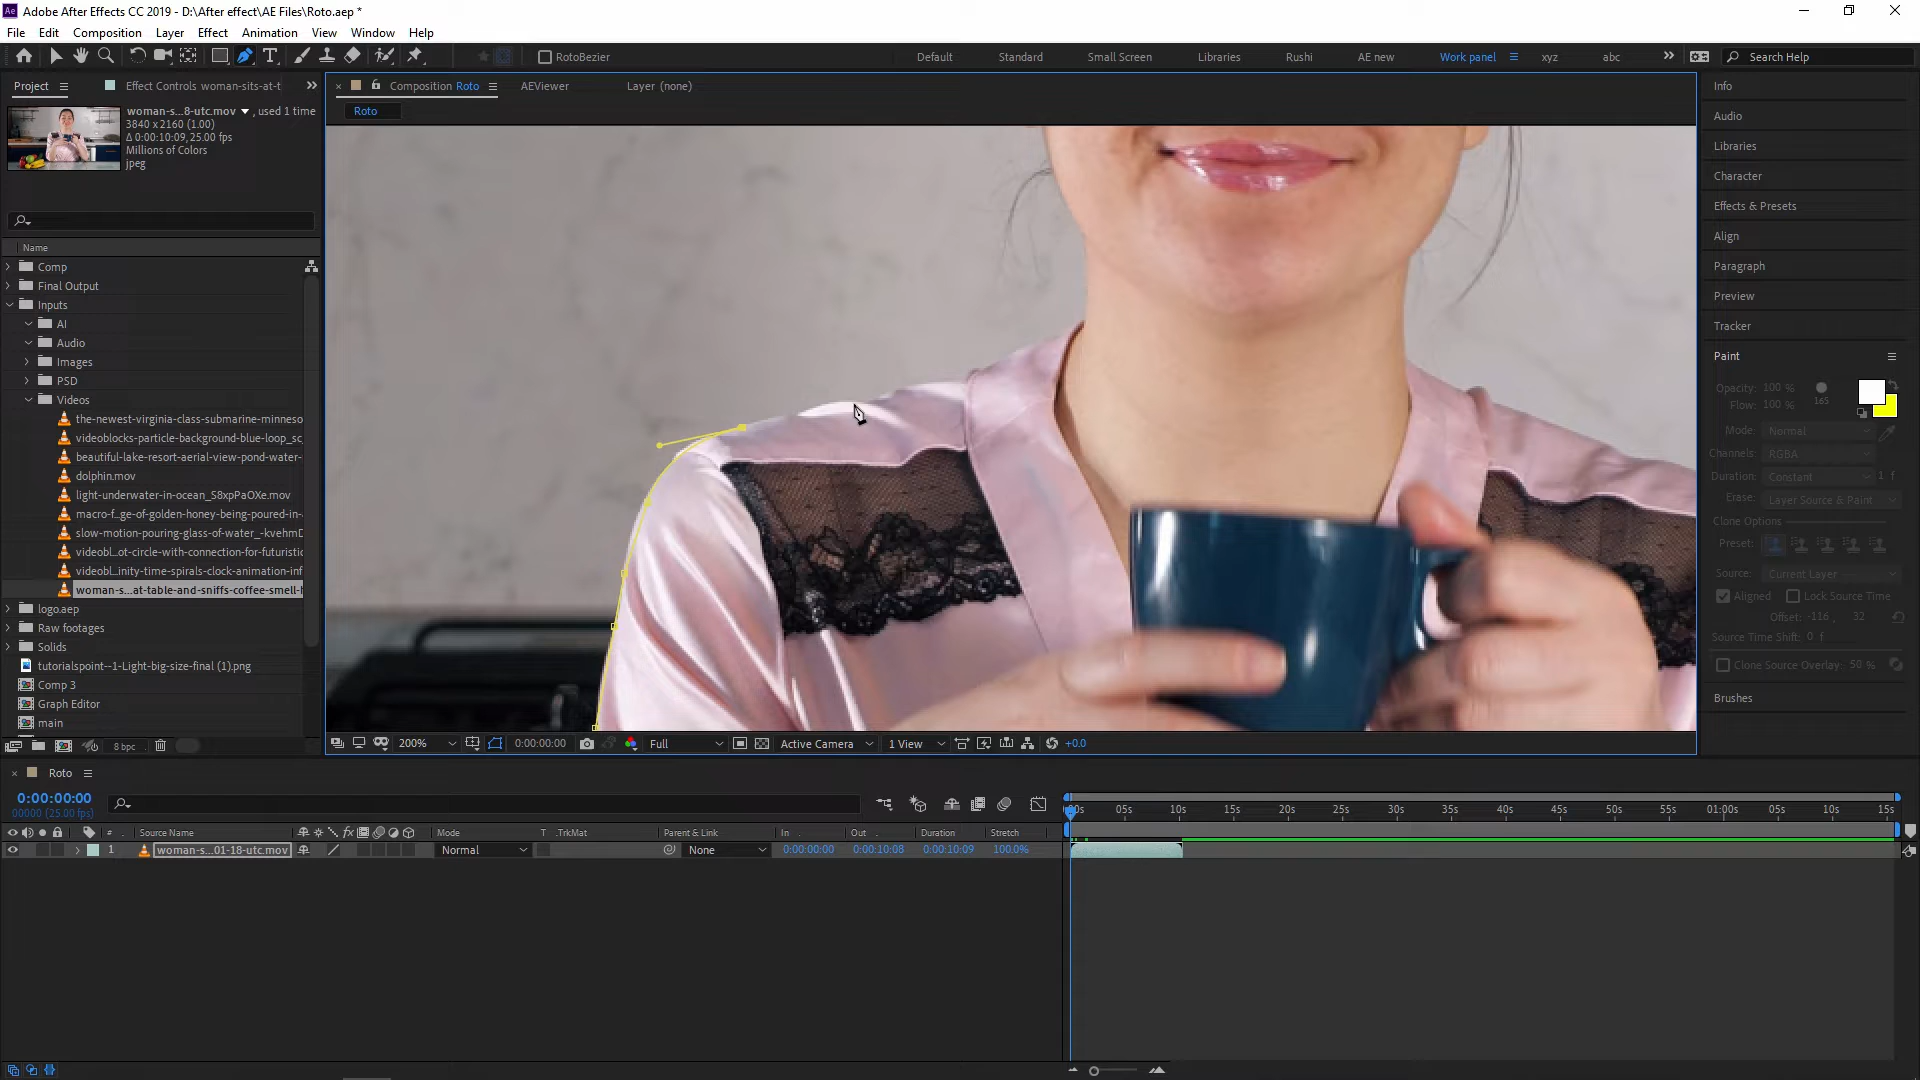 Adobe After Effects CC 2019 - D:\After effect\AE Files\Roto.aep *
File Edit Composition Layer Effect Animation View Window Help
RotoBezier Default Standard Small Screen Libraries Rushi AE new Work panel xyz abc Search Help
Project Effect Controls woman-sits-at-t
Composition Roto AEViewer Layer (none)
Roto
woman-s...8-utc.mov , used 1 time
3840 x 2160 (1.00)
Δ 0:00:10:09, 25.00 fps
Millions of Colors
jpeg
Name
Comp
Final Output
Inputs
AI
Audio
Images
PSD
Videos
the-newest-virginia-class-submarine-minneso
videoblocks-particle-background-blue-loop_sc
beautiful-lake-resort-aerial-view-pond-water-
dolphin.mov
light-underwater-in-ocean_S8xpPaOXe.mov
macro-f...ge-of-golden-honey-being-poured-in-
slow-motion-pouring-glass-of-water_-kvehmD
videobl...ot-circle-with-connection-for-futuristic
videobl...inity-time-spirals-clock-animation-inf
woman-s...at-table-and-sniffs-coffee-smell-h
logo.aep
Raw footages
Solids
tutorialspoint--1-Light-big-size-final (1).png
Comp 3
Graph Editor
main
8 bpc
200% 0:00:00:00 Full Active Camera 1 View +0.0
Info
Audio
Libraries
Character
Effects & Presets
Align
Paragraph
Preview
Tracker
Paint
Opacity: 100 %
Flow: 100 % 165
Mode: Normal
Channels: RGBA
Duration: Constant 1 f
Erase: Layer Source & Paint
Clone Options
Preset:
Source: Current Layer
Aligned Lock Source Time
Offset: -116 , 32
Source Time Shift: 0 f
Clone Source Overlay: 50 %
Brushes
Roto
0:00:00:00
00000 (25.00 fps)
# Source Name fx Mode T .TrkMat Parent & Link In Out Duration Stretch
1 woman-s...01-18-utc.mov Normal None 0:00:00:00 0:00:10:08 0:00:10:09 100.0%
05s 10s 15s 20s 25s 30s 35s 40s 45s 50s 55s 01:00s 05s 10s 15s